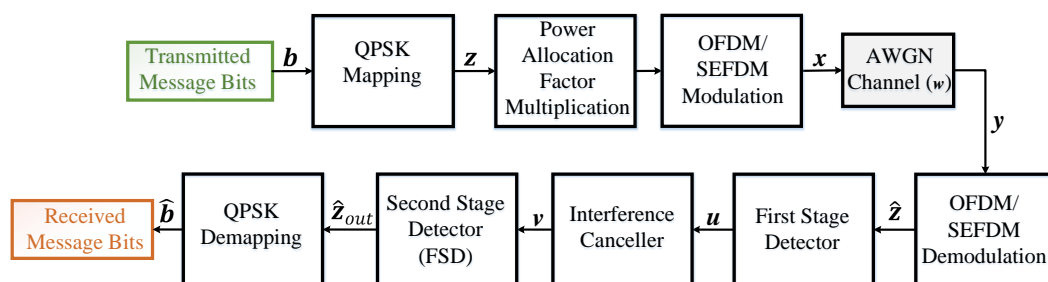 Transmitted
Message Bits
b
QPSK
Mapping
z
Power
Allocation
Factor
Multiplication
OFDM/
SEFDM
Modulation
x
AWGN
Channel (w)
y
OFDM/
SEFDM
Demodulation
ẑ
First Stage
Detector
u
Interference
Canceller
v
Second Stage
Detector
(FSD)
ẑout
QPSK
Demapping
b̂
Received
Message Bits